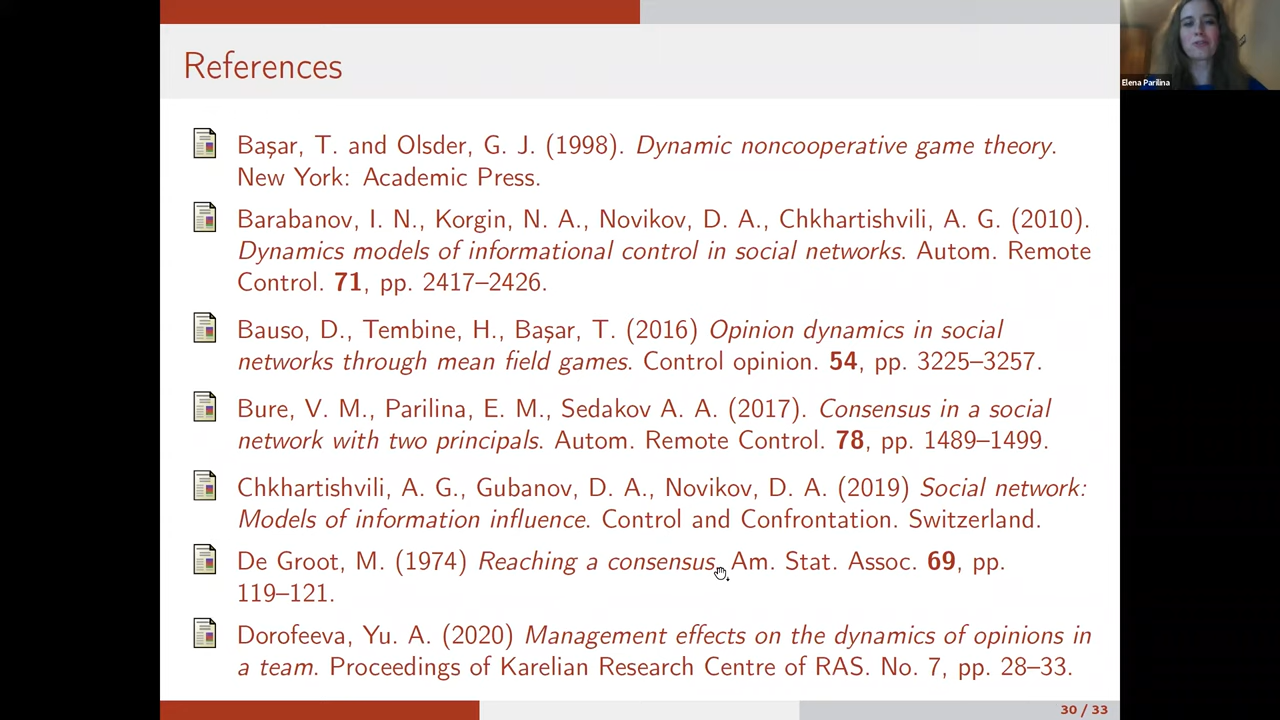 Elena Parilina
References
Başar, T. and Olsder, G. J. (1998). Dynamic noncooperative game theory.
New York: Academic Press.
Barabanov, I. N., Korgin, N. A., Novikov, D. A., Chkhartishvili, A. G. (2010).
Dynamics models of informational control in social networks. Autom. Remote
Control. 71, pp. 2417–2426.
Bauso, D., Tembine, H., Başar, T. (2016) Opinion dynamics in social
networks through mean field games. Control opinion. 54, pp. 3225–3257.
Bure, V. M., Parilina, E. M., Sedakov A. A. (2017). Consensus in a social
network with two principals. Autom. Remote Control. 78, pp. 1489–1499.
Chkhartishvili, A. G., Gubanov, D. A., Novikov, D. A. (2019) Social network:
Models of information influence. Control and Confrontation. Switzerland.
De Groot, M. (1974) Reaching a consensus. Am. Stat. Assoc. 69, pp.
119–121.
Dorofeeva, Yu. A. (2020) Management effects on the dynamics of opinions in
a team. Proceedings of Karelian Research Centre of RAS. No. 7, pp. 28–33.
30 / 33